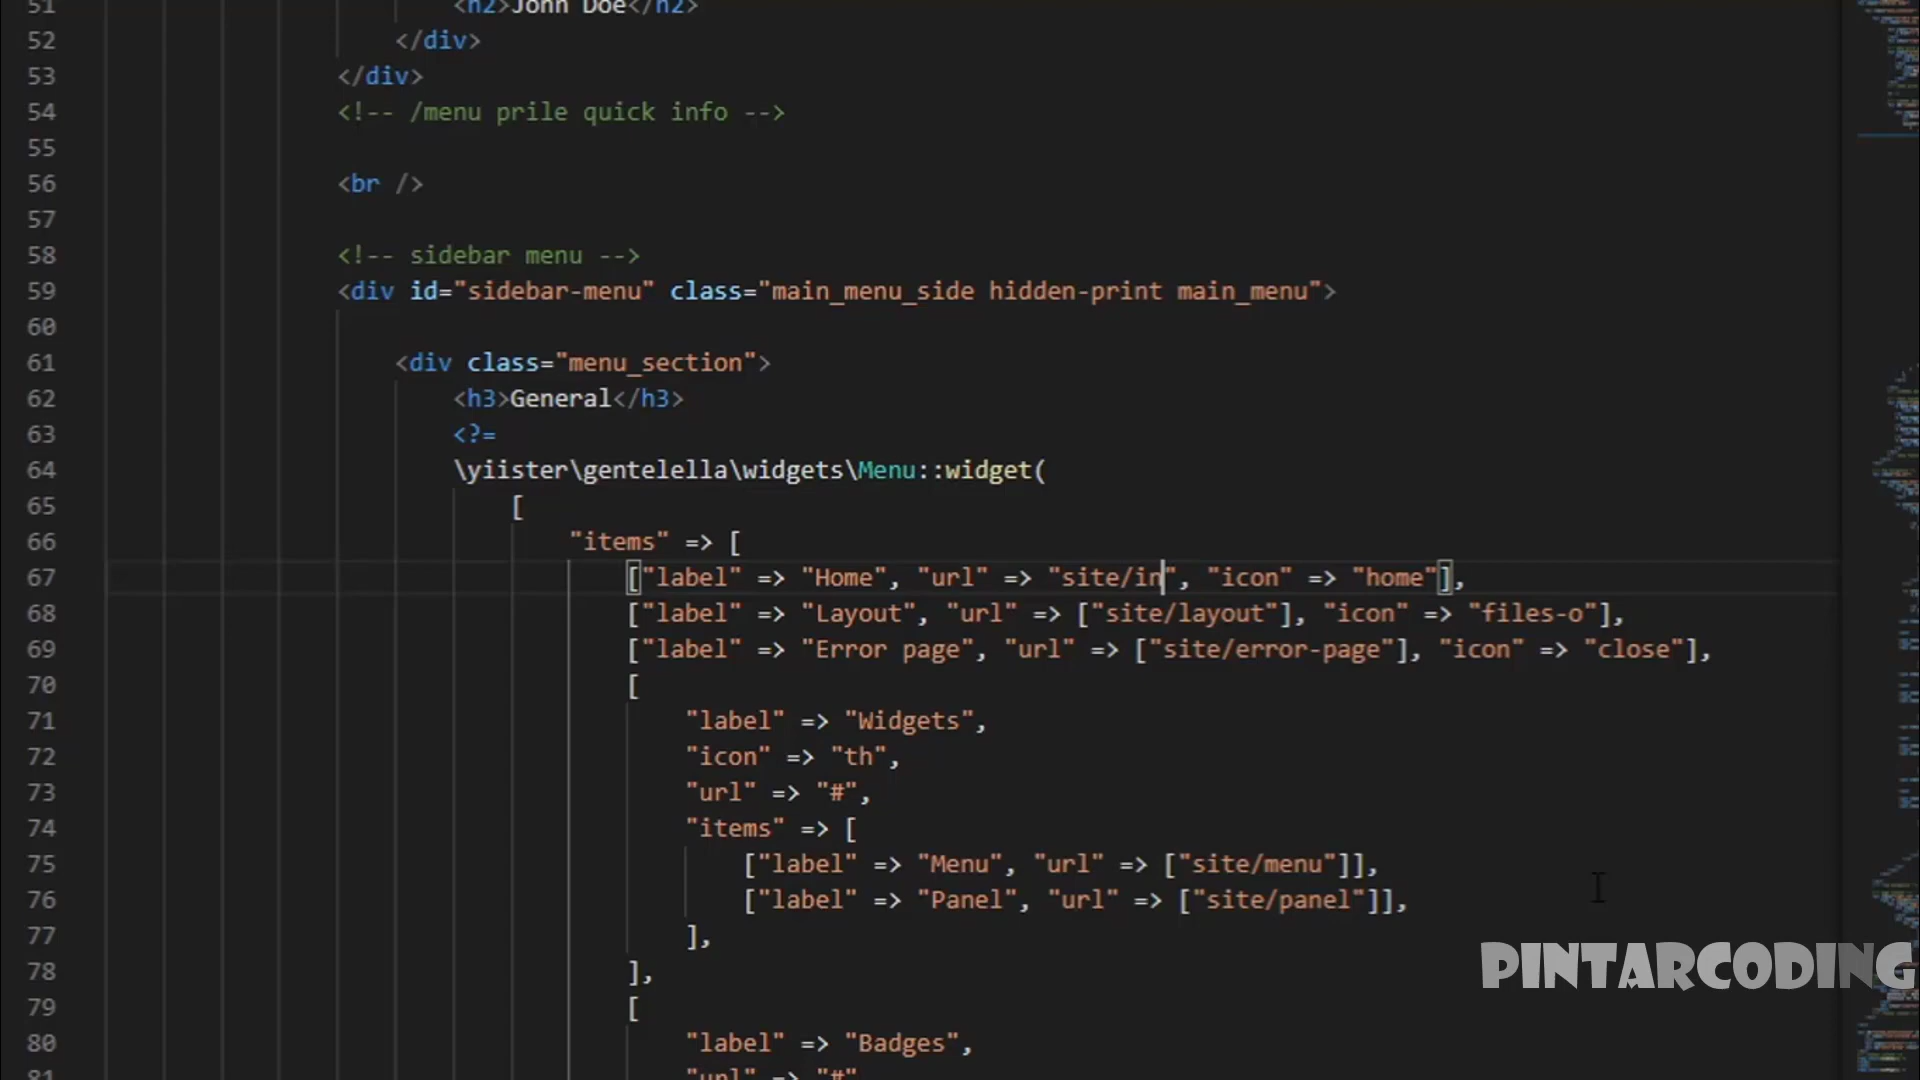 51 <h2>John Doe</h2>
52 </div>
53 </div>
54 <!-- /menu prile quick info -->
55
56 <br />
57
58 <!-- sidebar menu -->
59 <div id="sidebar-menu" class="main_menu_side hidden-print main_menu">
60
61 <div class="menu_section">
62 <h3>General</h3>
63 <?=
64 \yiister\gentelella\widgets\Menu::widget(
65 [
66 "items" => [
67 ["label" => "Home", "url" => "site/in", "icon" => "home"],
68 ["label" => "Layout", "url" => ["site/layout"], "icon" => "files-o"],
69 ["label" => "Error page", "url" => ["site/error-page"], "icon" => "close"],
70 [
71 "label" => "Widgets",
72 "icon" => "th",
73 "url" => "#",
74 "items" => [
75 ["label" => "Menu", "url" => ["site/menu"]],
76 ["label" => "Panel", "url" => ["site/panel"]],
77 ],
78 ],
79 [
80 "label" => "Badges",
81 "url" => "#"
PINTARCODING